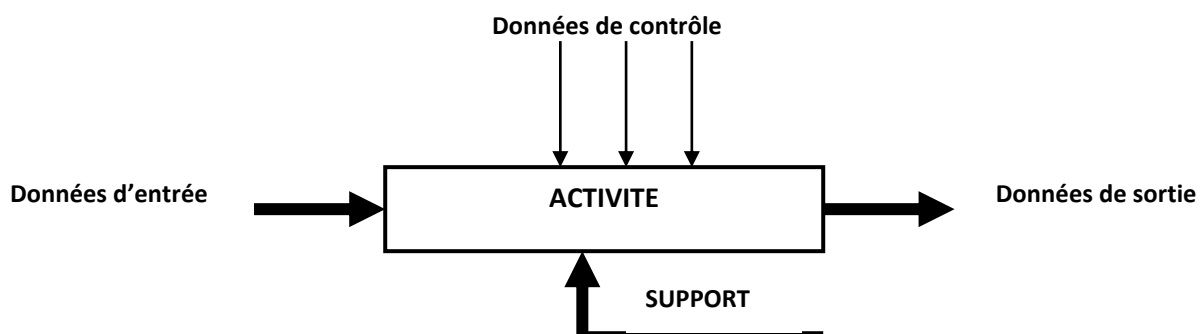 Données de contrôle
Données d’entrée
ACTIVITE
Données de sortie
SUPPORT